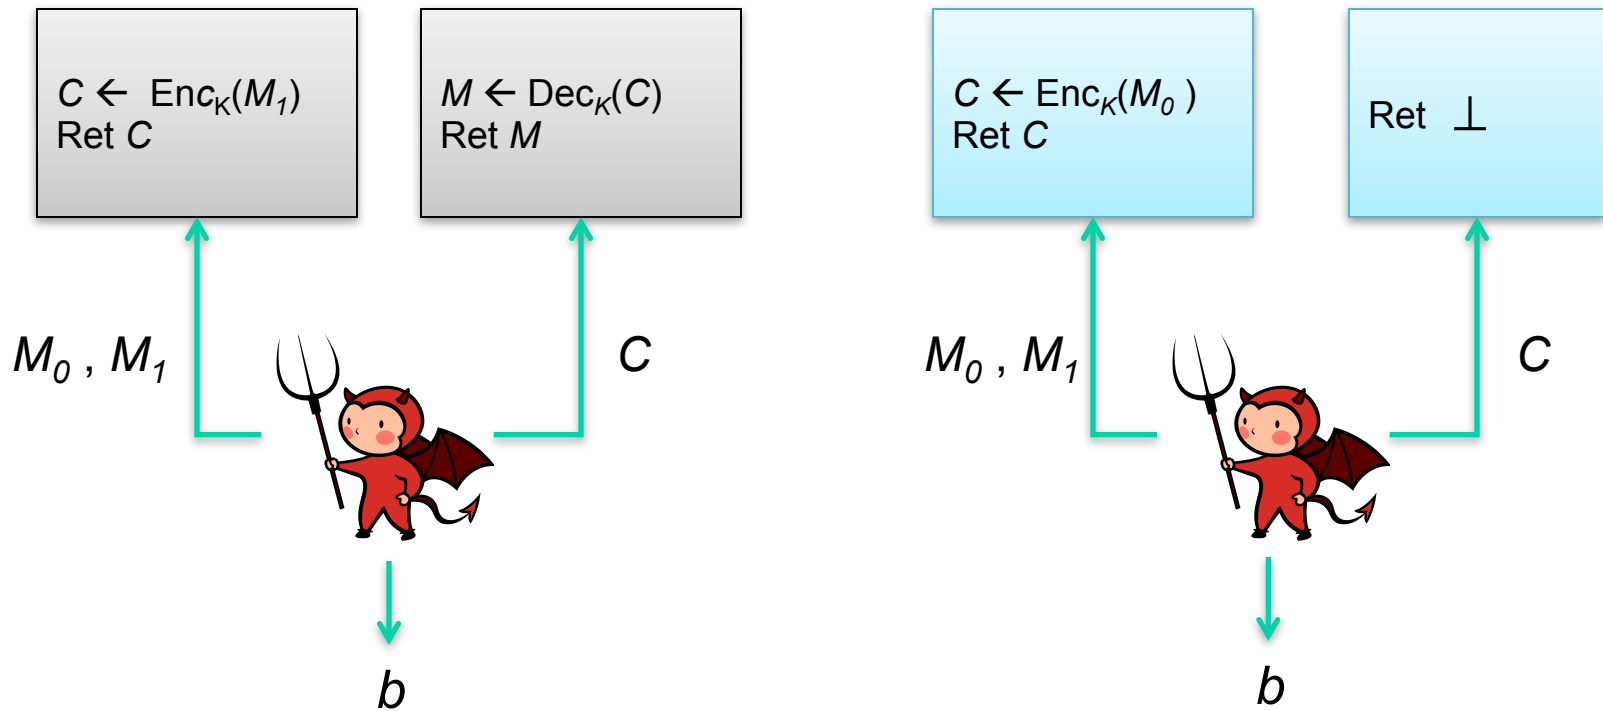 C ← Enc_K(M_1)
Ret C
M ← Dec_K(C)
Ret M
C ← Enc_K(M_0 )
Ret C
Ret ⊥
M_0 , M_1
C
M_0 , M_1
C
b
b